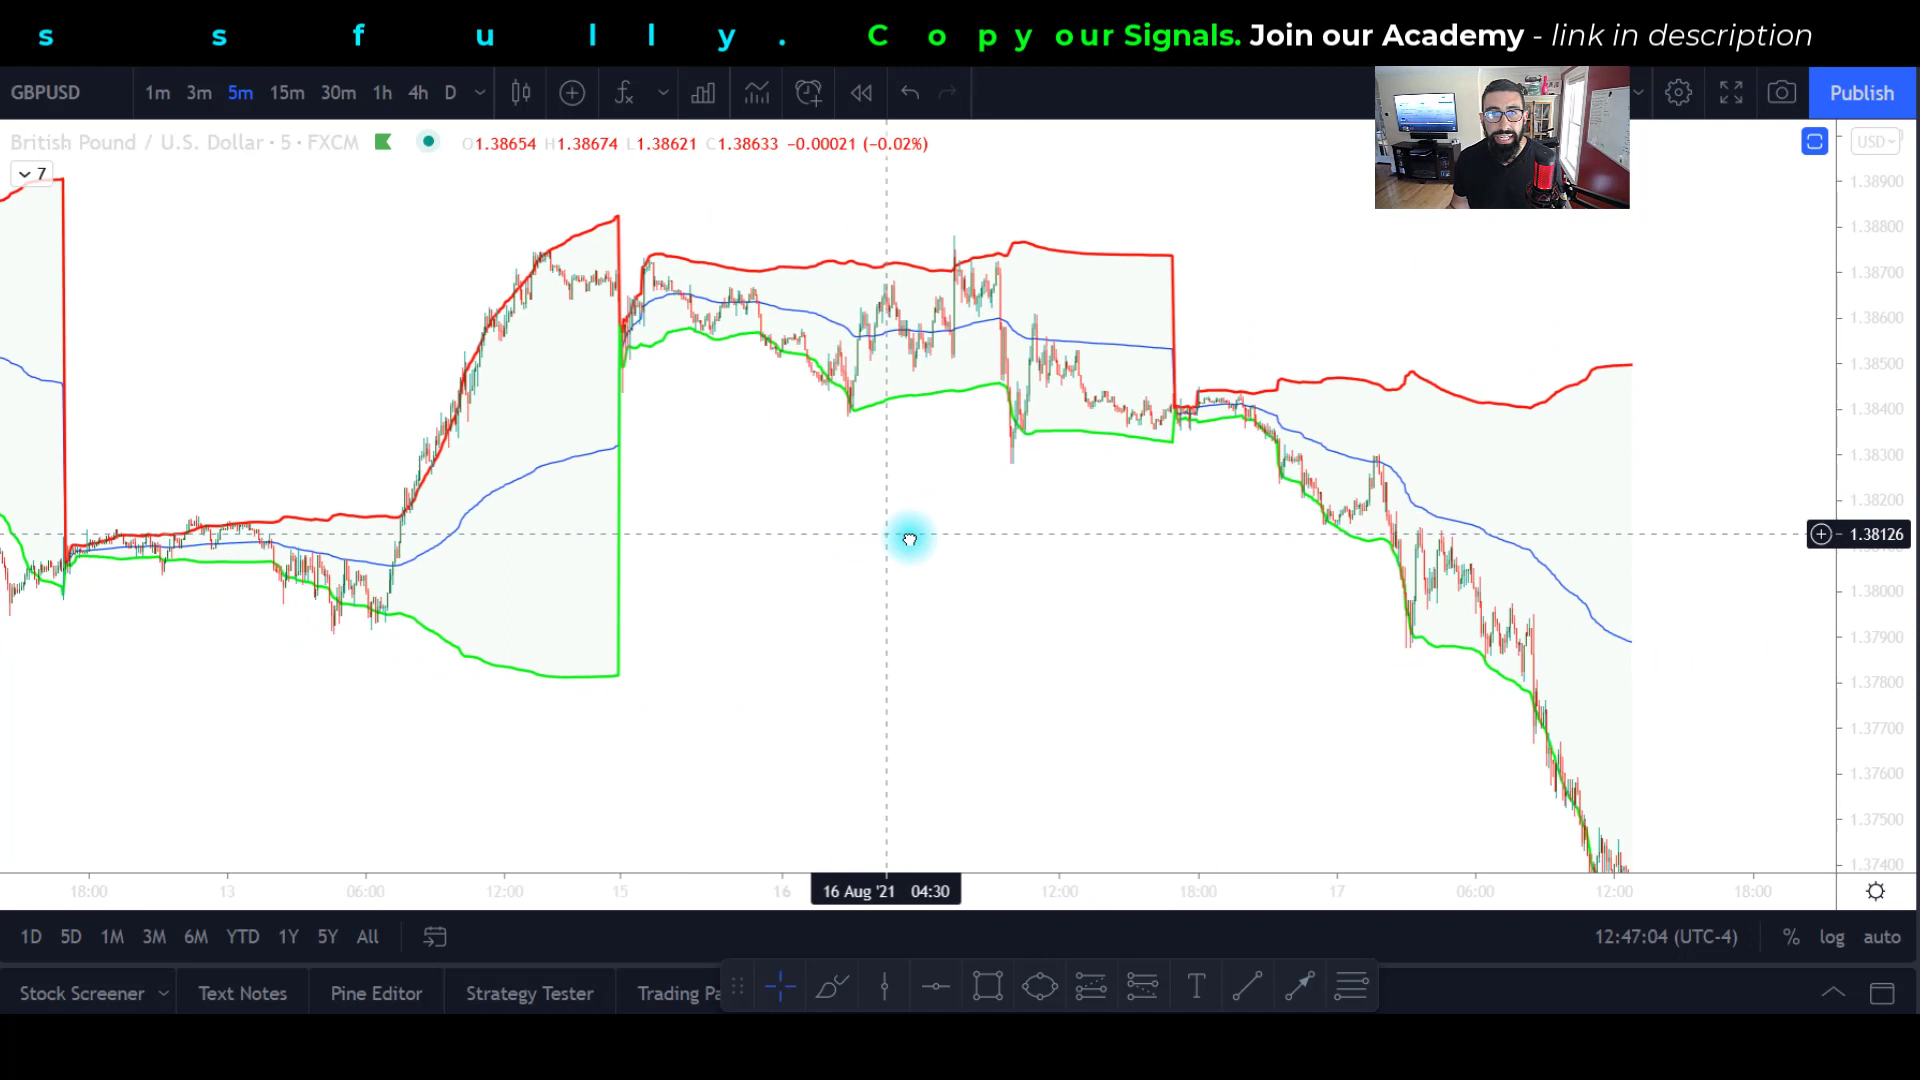 s s f u l l y . C o p y our Signals. Join our Academy - link in description
GBPUSD 1m 3m 5m 15m 30m 1h 4h D Publish
British Pound / U.S. Dollar · 5 · FXCM O1.38654 H1.38674 L1.38621 C1.38633 −0.00021 (−0.02%) USD
7
1.38900
1.38800
1.38700
1.38600
1.38500
1.38400
1.38300
1.38200
1.38126
1.38000
1.37900
1.37800
1.37700
1.37600
1.37500
1.37400
18:00 13 06:00 12:00 15 16 16 Aug '21 04:30 12:00 18:00 17 06:00 12:00 18:00
1D 5D 1M 3M 6M YTD 1Y 5Y All 12:47:04 (UTC-4) % log auto
Stock Screener Text Notes Pine Editor Strategy Tester Trading Pa